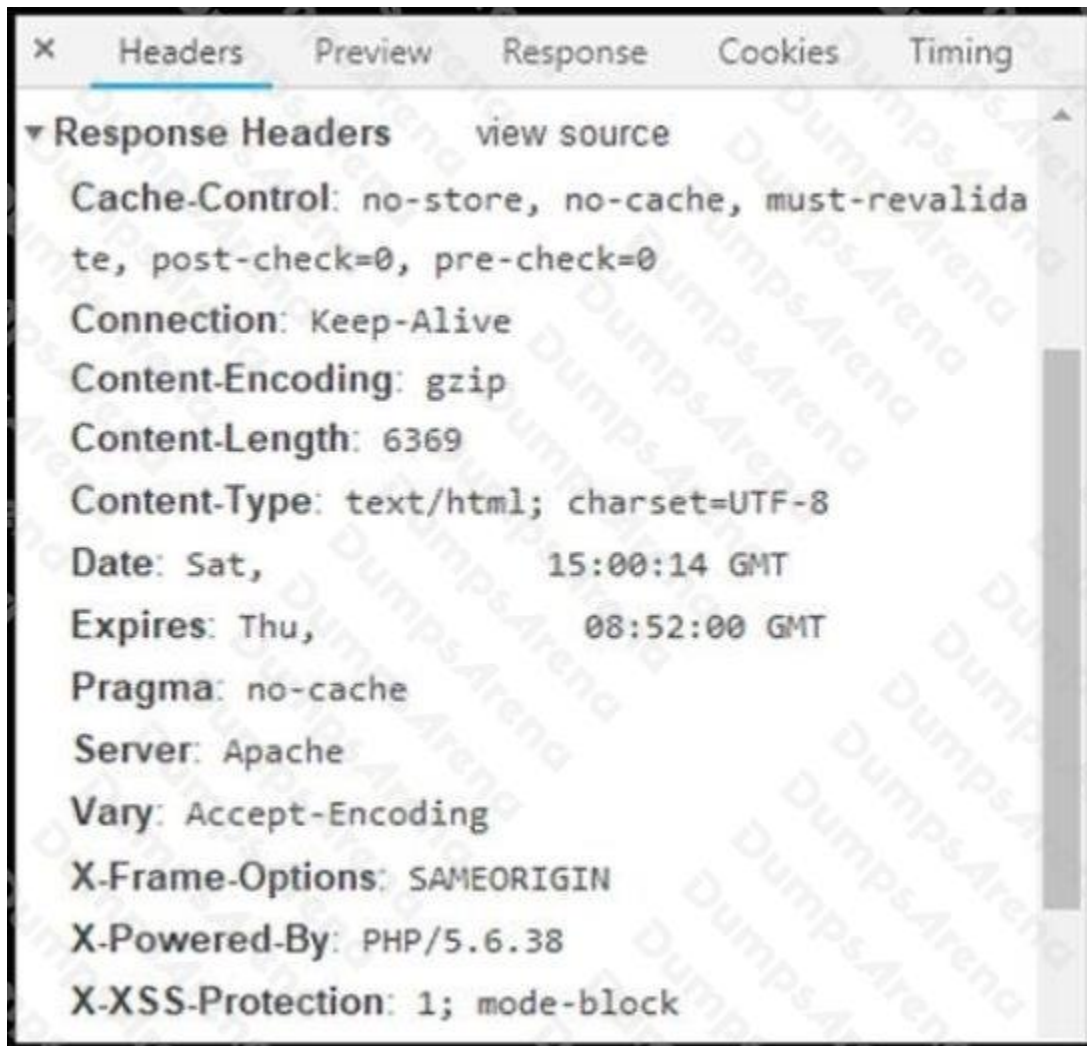 × Headers Preview Response Cookies Timing
▼ Response Headers view source
Cache-Control: no-store, no-cache, must-revalida
te, post-check=0, pre-check=0
Connection: Keep-Alive
Content-Encoding: gzip
Content-Length: 6369
Content-Type: text/html; charset=UTF-8
Date: Sat, 15:00:14 GMT
Expires: Thu, 08:52:00 GMT
Pragma: no-cache
Server: Apache
Vary: Accept-Encoding
X-Frame-Options: SAMEORIGIN
X-Powered-By: PHP/5.6.38
X-XSS-Protection: 1; mode-block
DumpsArena